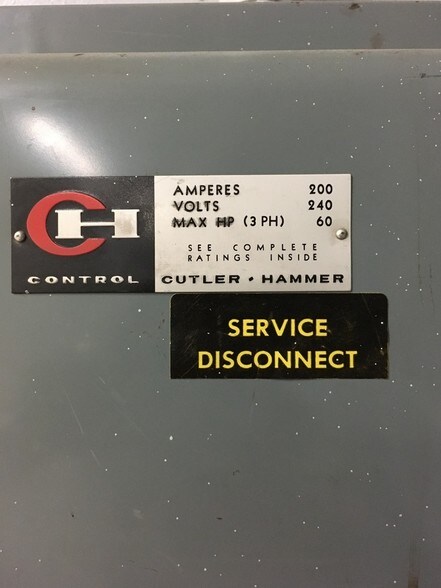 AMPERES 200
VOLTS 240
MAX HP (3 PH) 60
SEE COMPLETE
RATINGS INSIDE
CH
CONTROL CUTLER • HAMMER
SERVICE
DISCONNECT